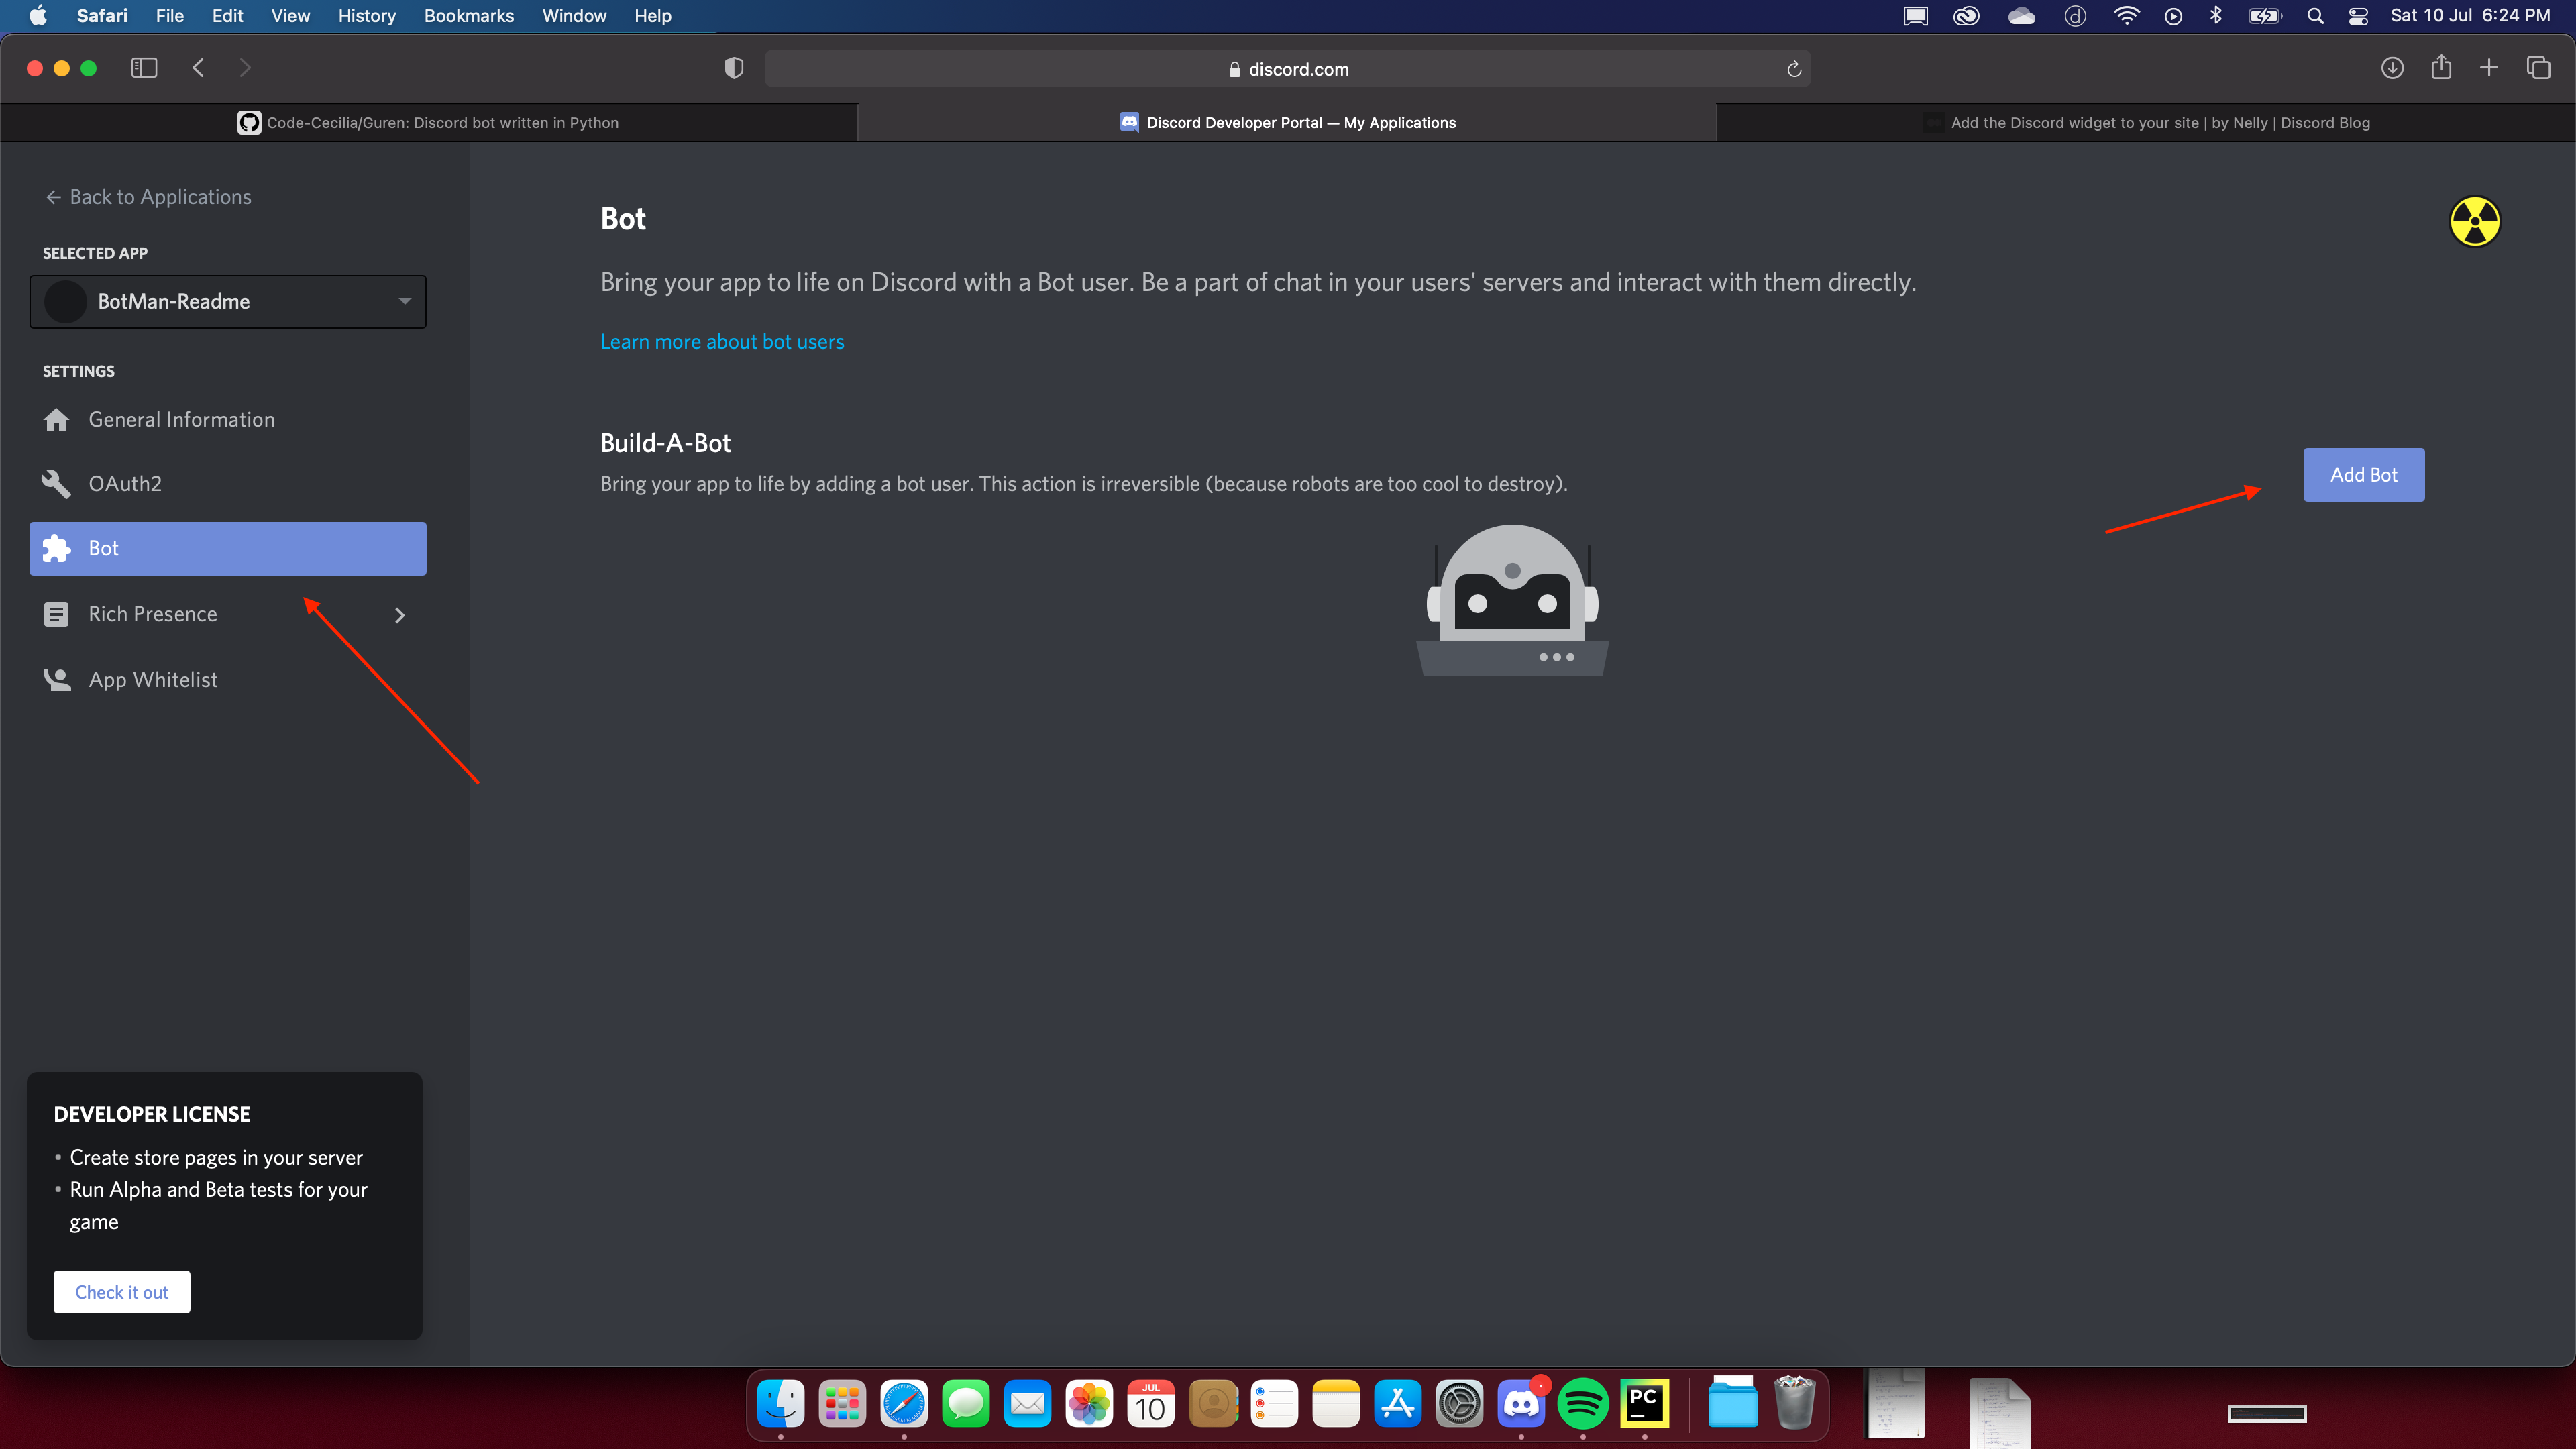 Safari File Edit View History Bookmarks Window Help Sat 10 Jul 6:24 PM
discord.com
Code-Cecilia/Guren: Discord bot written in Python
Discord Developer Portal — My Applications
Add the Discord widget to your site | by Nelly | Discord Blog
← Back to Applications
SELECTED APP
BotMan-Readme
SETTINGS
General Information
OAuth2
Bot
Rich Presence
App Whitelist
DEVELOPER LICENSE
• Create store pages in your server
• Run Alpha and Beta tests for your
game
Check it out
Bot
Bring your app to life on Discord with a Bot user. Be a part of chat in your users' servers and interact with them directly.
Learn more about bot users
Build-A-Bot
Bring your app to life by adding a bot user. This action is irreversible (because robots are too cool to destroy).
Add Bot
JUL
10
PC